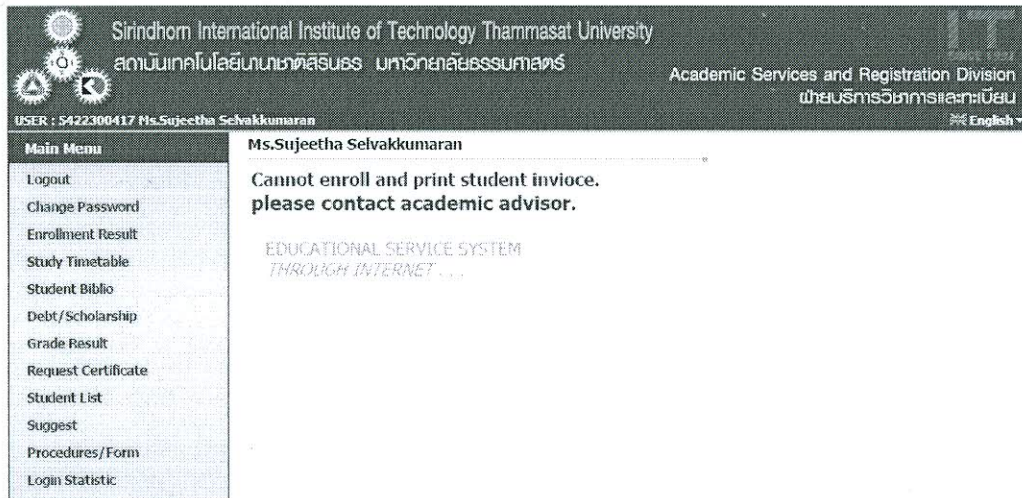 Sirindhorn International Institute of Technology Thammasat University
สถาบันเทคโนโลยีนานาชาติสิรินธร มหาวิทยาลัยธรรมศาสตร์
Academic Services and Registration Division
ฝ่ายบริการวิชาการและทะเบียน
USER : 5422300417 Ms.Sujeetha Selvakkumaran
English
Main Menu
Logout
Change Password
Enrollment Result
Study Timetable
Student Biblio
Debt/Scholarship
Grade Result
Request Certificate
Student List
Suggest
Procedures/Form
Login Statistic
Ms.Sujeetha Selvakkumaran
Cannot enroll and print student invioce.
please contact academic advisor.
EDUCATIONAL SERVICE SYSTEM
THROUGH INTERNET . . .